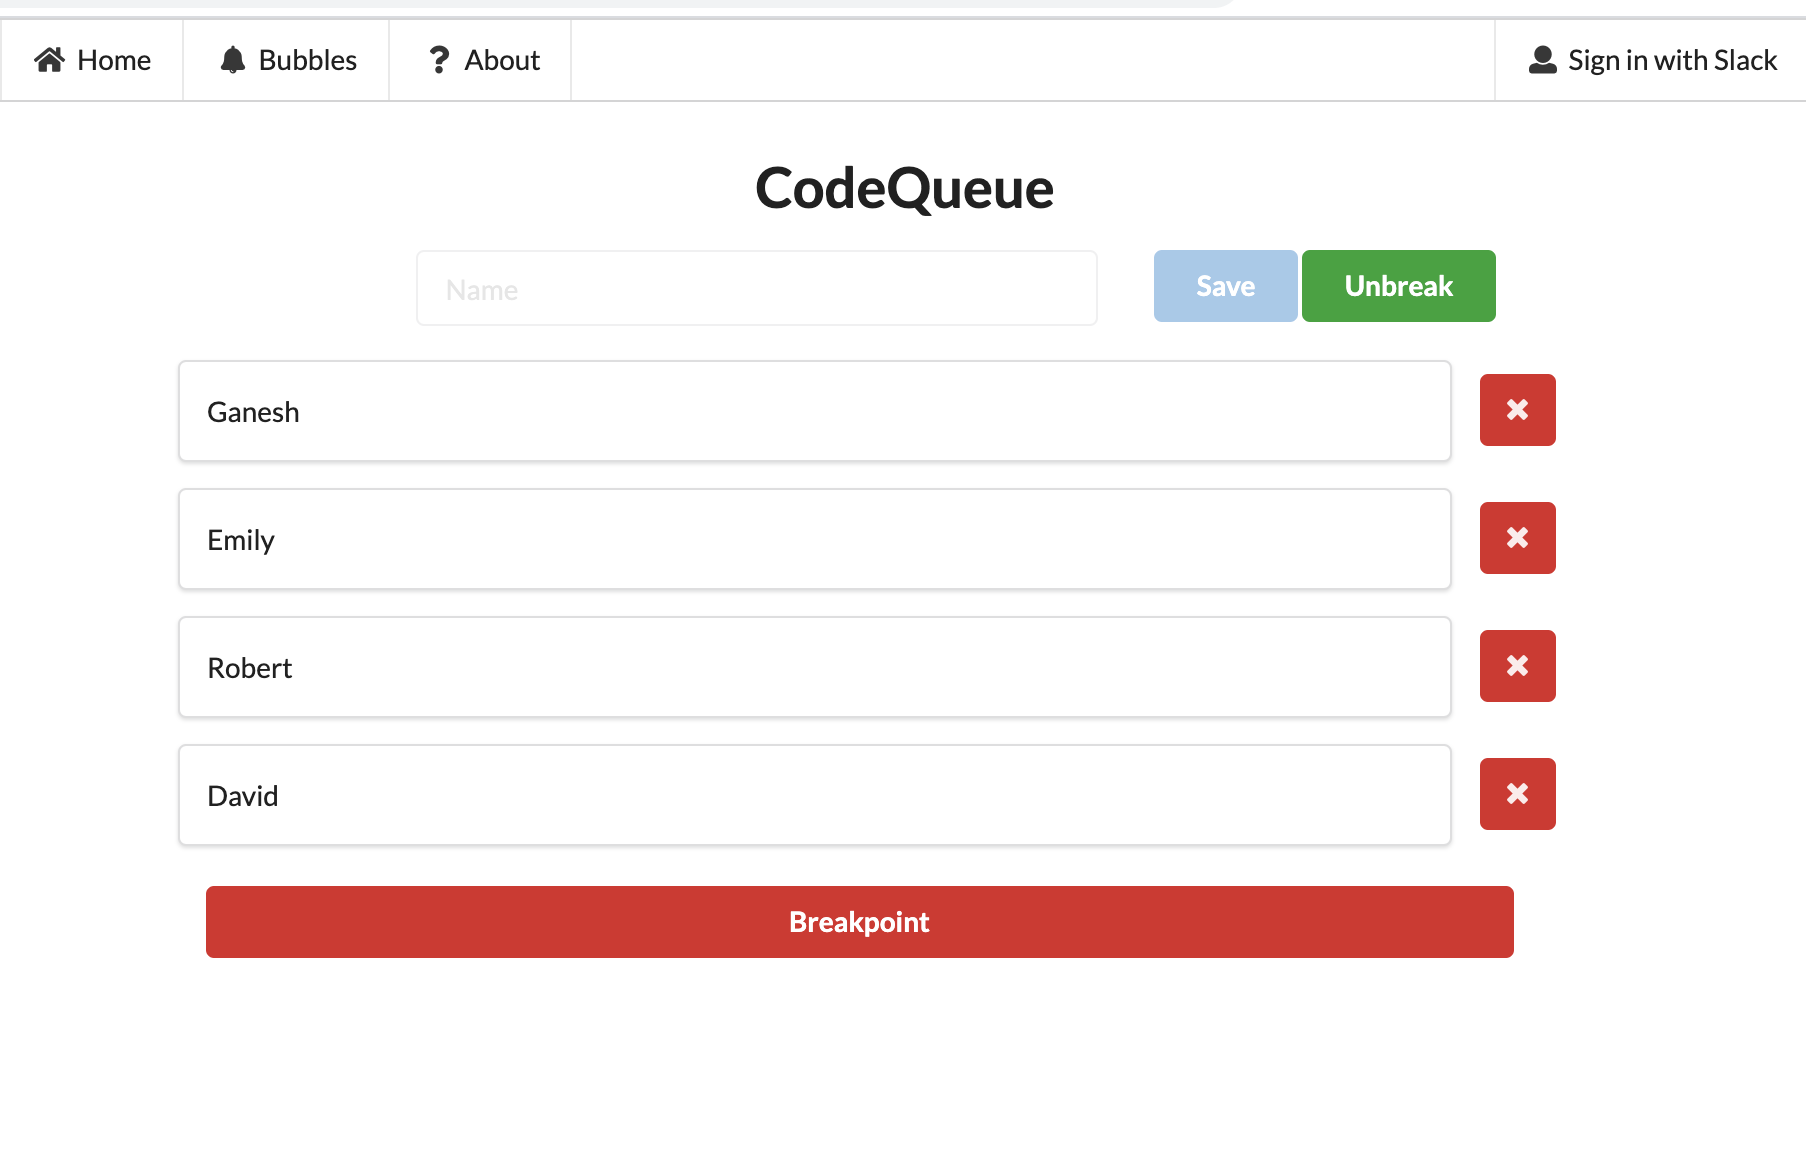 Home Bubbles About Sign in with Slack
CodeQueue
Name Save Unbreak
Ganesh
Emily
Robert
David
Breakpoint